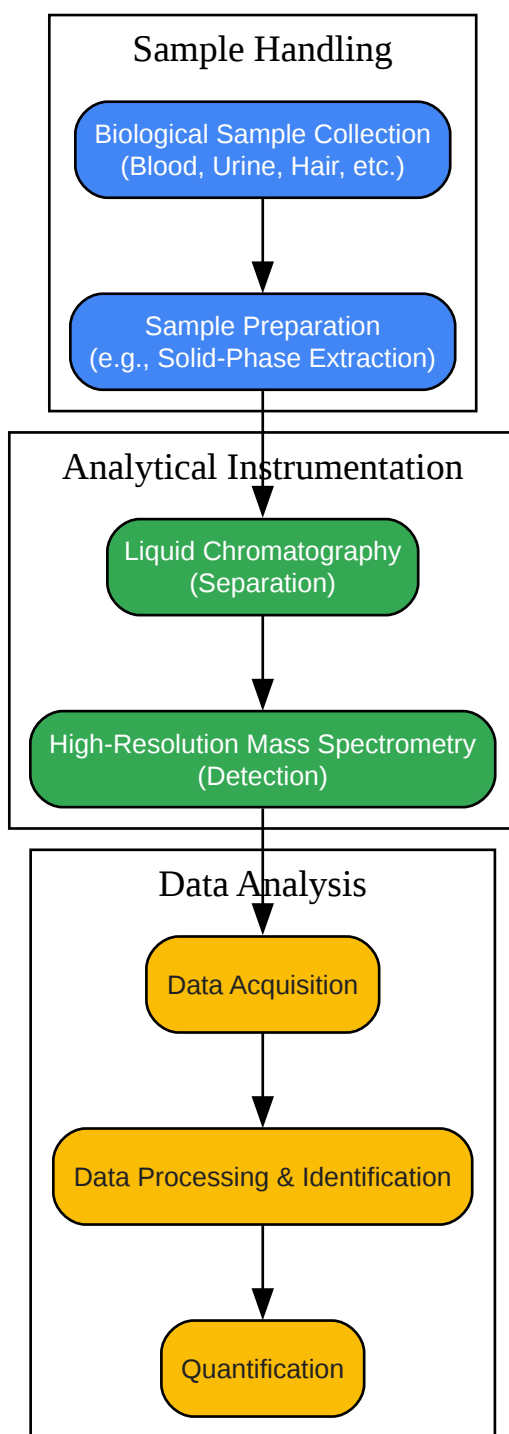 Sample Handling
Biological Sample Collection
(Blood, Urine, Hair, etc.)
Sample Preparation
(e.g., Solid-Phase Extraction)
Analytical Instrumentation
Liquid Chromatography
(Separation)
High-Resolution Mass Spectrometry
(Detection)
Data Analysis
Data Acquisition
Data Processing & Identification
Quantification